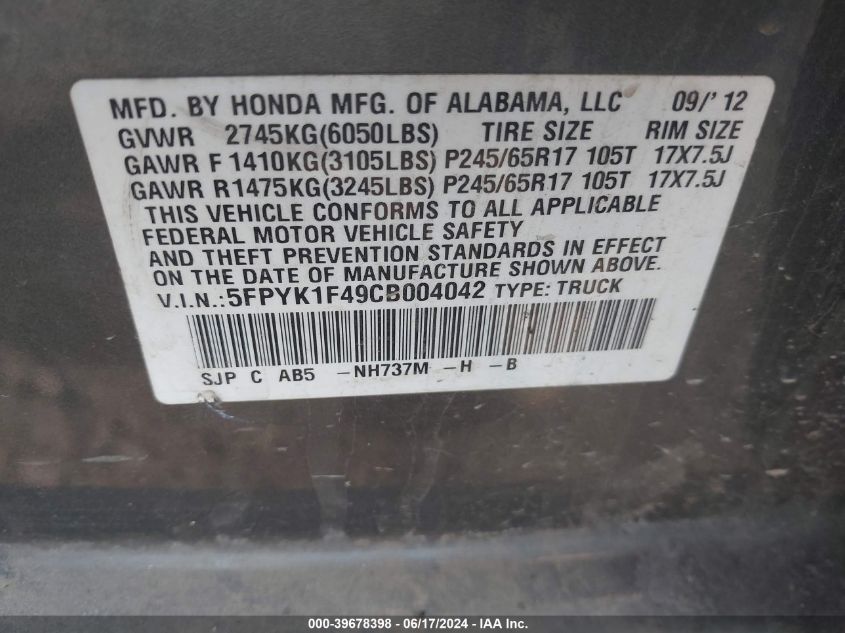 MFD. BY HONDA MFG. OF ALABAMA, LLC 09/'12
GVWR 2745KG(6050LBS) TIRE SIZE RIM SIZE
GAWR F 1410KG(3105LBS) P245/65R17 105T 17X7.5J
GAWR R1475KG(3245LBS) P245/65R17 105T 17X7.5J
THIS VEHICLE CONFORMS TO ALL APPLICABLE
FEDERAL MOTOR VEHICLE SAFETY
AND THEFT PREVENTION STANDARDS IN EFFECT
ON THE DATE OF MANUFACTURE SHOWN ABOVE.
V.I.N.:5FPYK1F49CB004042 TYPE: TRUCK
SJP C AB5 -NH737M -H -B
000-39678398 - 06/17/2024 - IAA Inc.